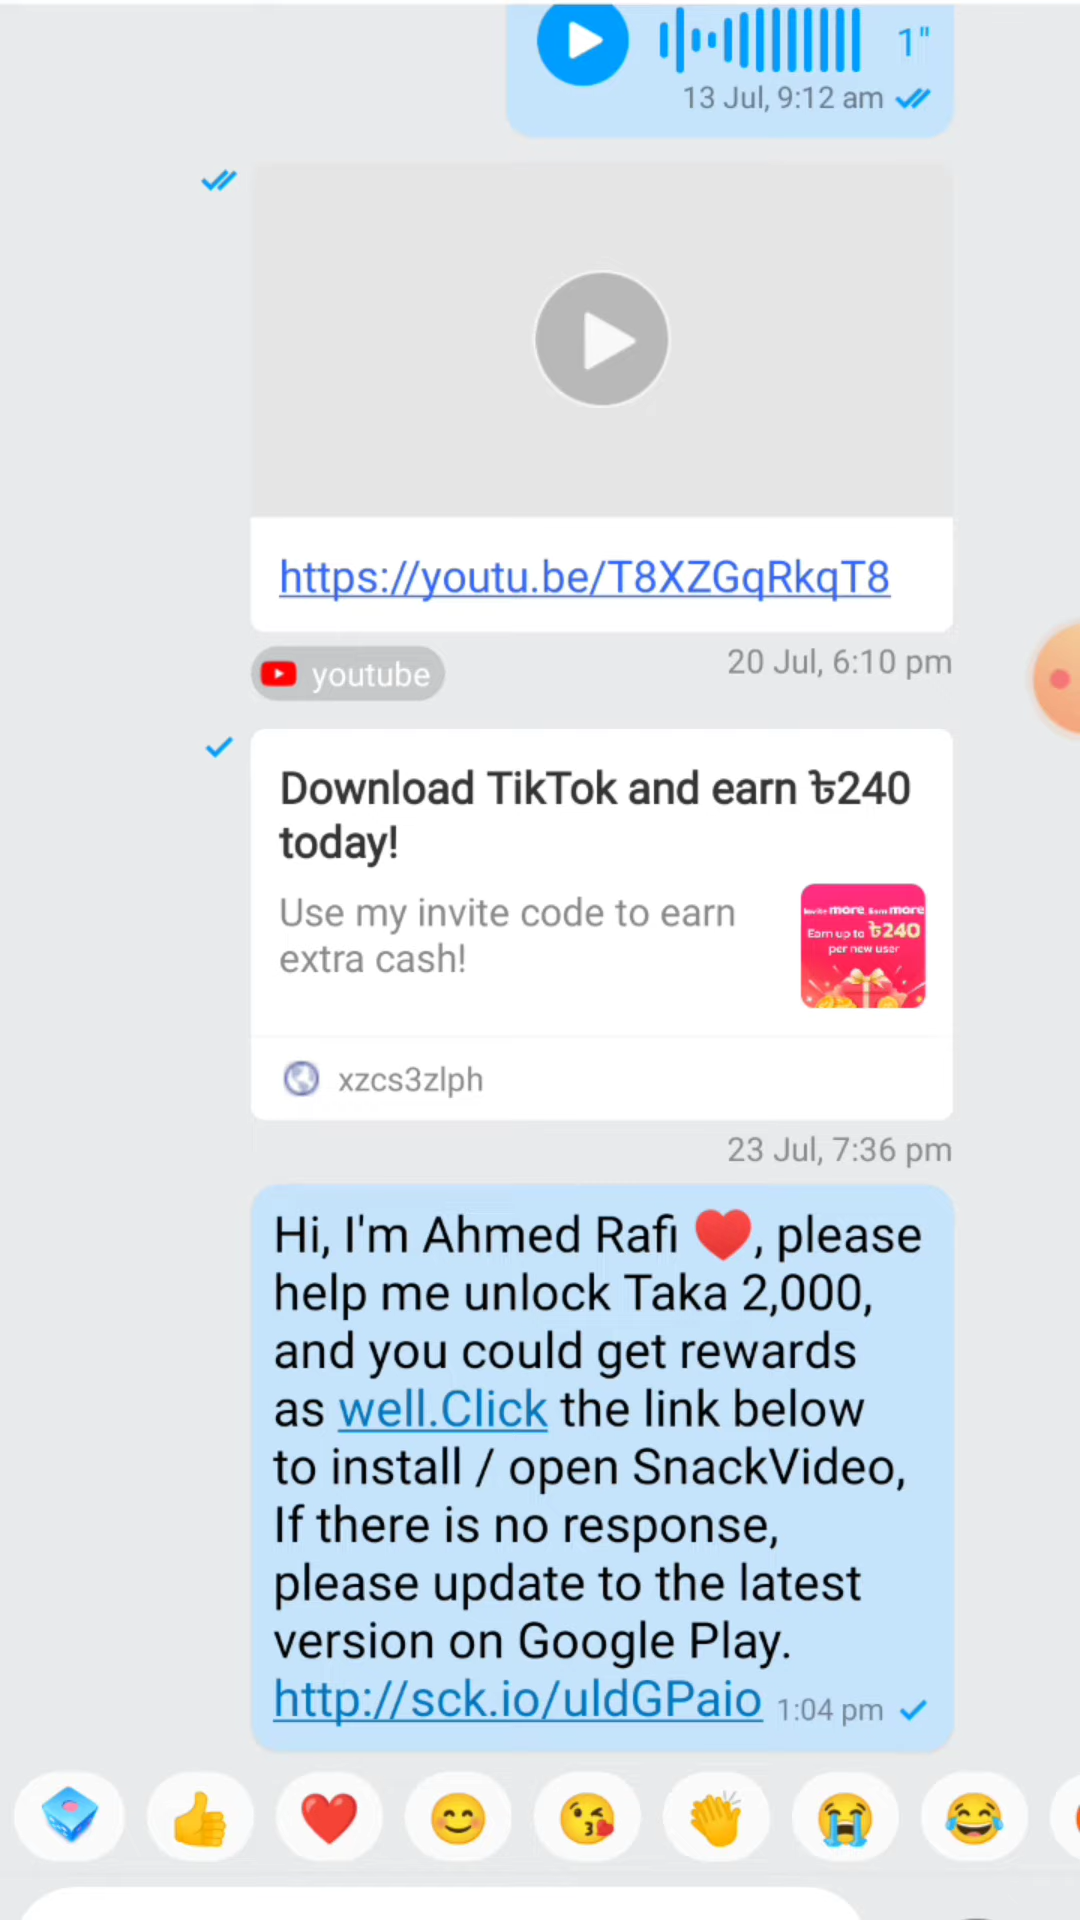 1"
13 Jul, 9:12 am
https://youtu.be/T8XZGqRkqT8
youtube
20 Jul, 6:10 pm
Download TikTok and earn ৳240
today!
Use my invite code to earn
extra cash!
Invite more, Earn more
Earn up to ৳240
per new user
xzcs3zlph
23 Jul, 7:36 pm
Hi, I'm Ahmed Rafi ❤️, please
help me unlock Taka 2,000,
and you could get rewards
as well.Click the link below
to install / open SnackVideo,
If there is no response,
please update to the latest
version on Google Play.
http://sck.io/uldGPaio 1:04 pm